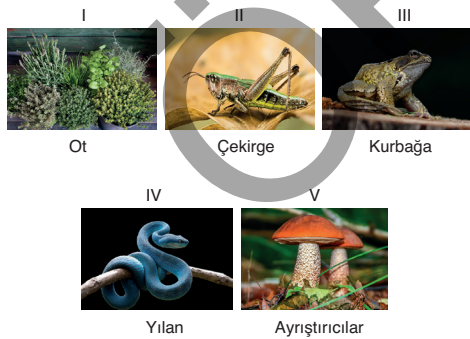 I II III
Ot Çekirge Kurbağa
IV V
Yılan Ayrıştırıcılar